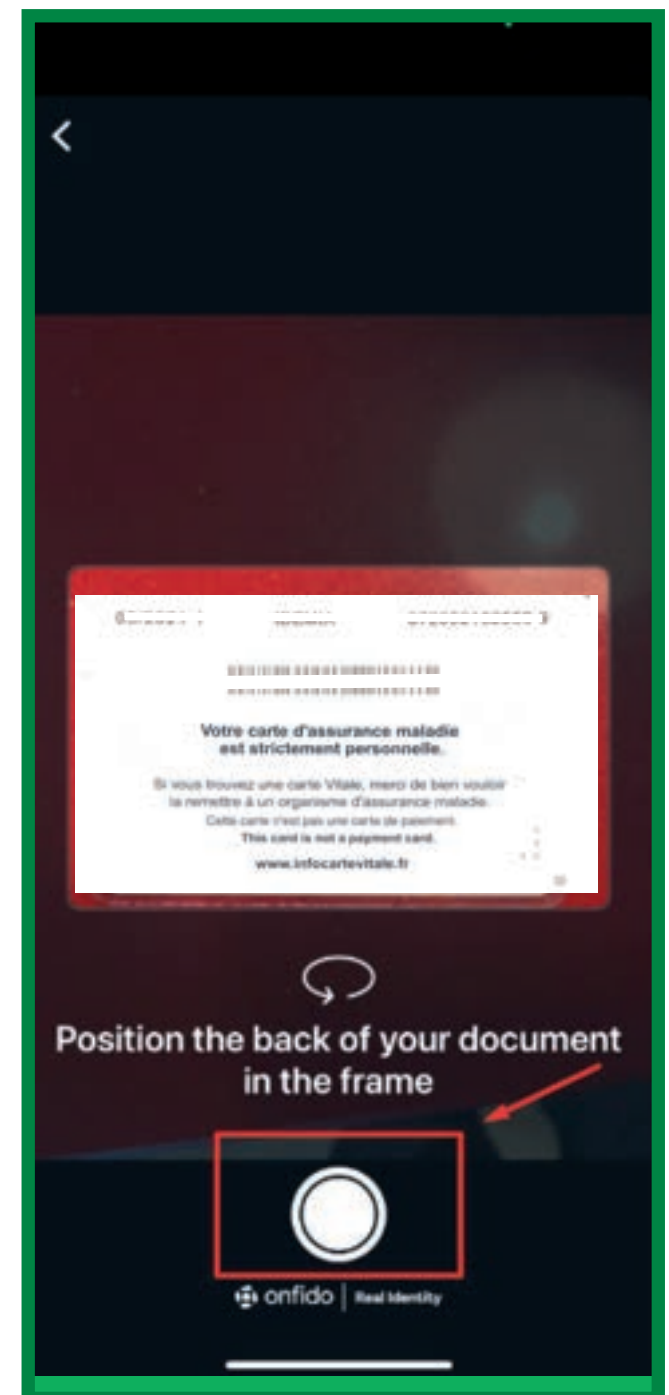 Votre carte d'assurance maladie
est strictement personnelle.
Si vous trouvez une carte Vitale, merci de bien vouloir
la remettre à un organisme d'assurance maladie.
Cette carte n'est pas une carte de paiement.
This card is not a payment card.
www.infocartevitale.fr
Position the back of your document
in the frame
onfido | Real Identity